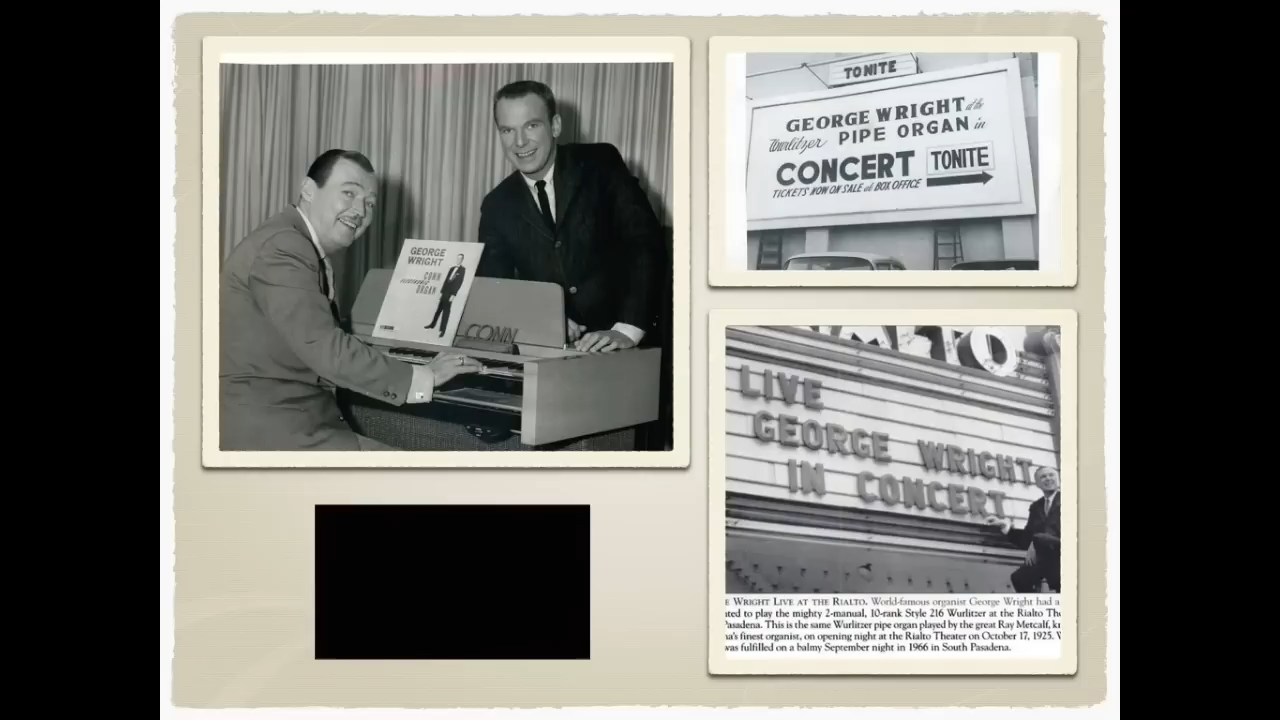 GEORGE
WRIGHT
CONN
ORGAN
CONN
TONITE
GEORGE WRIGHT at the
Wurlitzer PIPE ORGAN in
CONCERT TONITE
TICKETS NOW ON SALE at BOX OFFICE
LIVE
GEORGE WRIGHT
IN CONCERT
E WRIGHT LIVE AT THE RIALTO. World-famous organist George Wright had a
ted to play the mighty 2-manual, 10-rank Style 216 Wurlitzer at the Rialto The
Pasadena. This is the same Wurlitzer pipe organ played by the great Ray Metcalf, kn
na's finest organist, on opening night at the Rialto Theater on October 17, 1925. W
was fulfilled on a balmy September night in 1966 in South Pasadena.